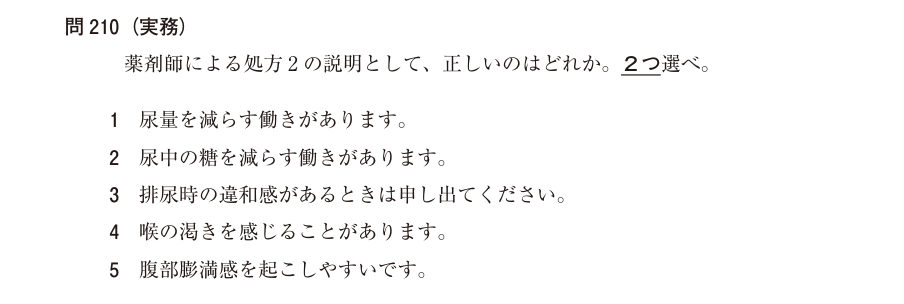 問 210（実務）
薬剤師による処方２の説明として、正しいのはどれか。２つ選べ。
1 尿量を減らす働きがあります。
2 尿中の糖を減らす働きがあります。
3 排尿時の違和感があるときは申し出てください。
4 喉の渇きを感じることがあります。
5 腹部膨満感を起こしやすいです。